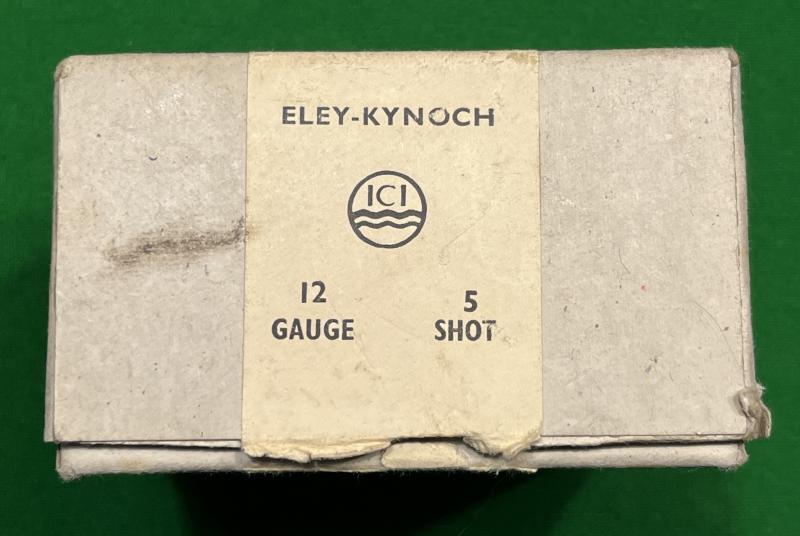 ELEY-KYNOCH
ICI
12 5
GAUGE SHOT